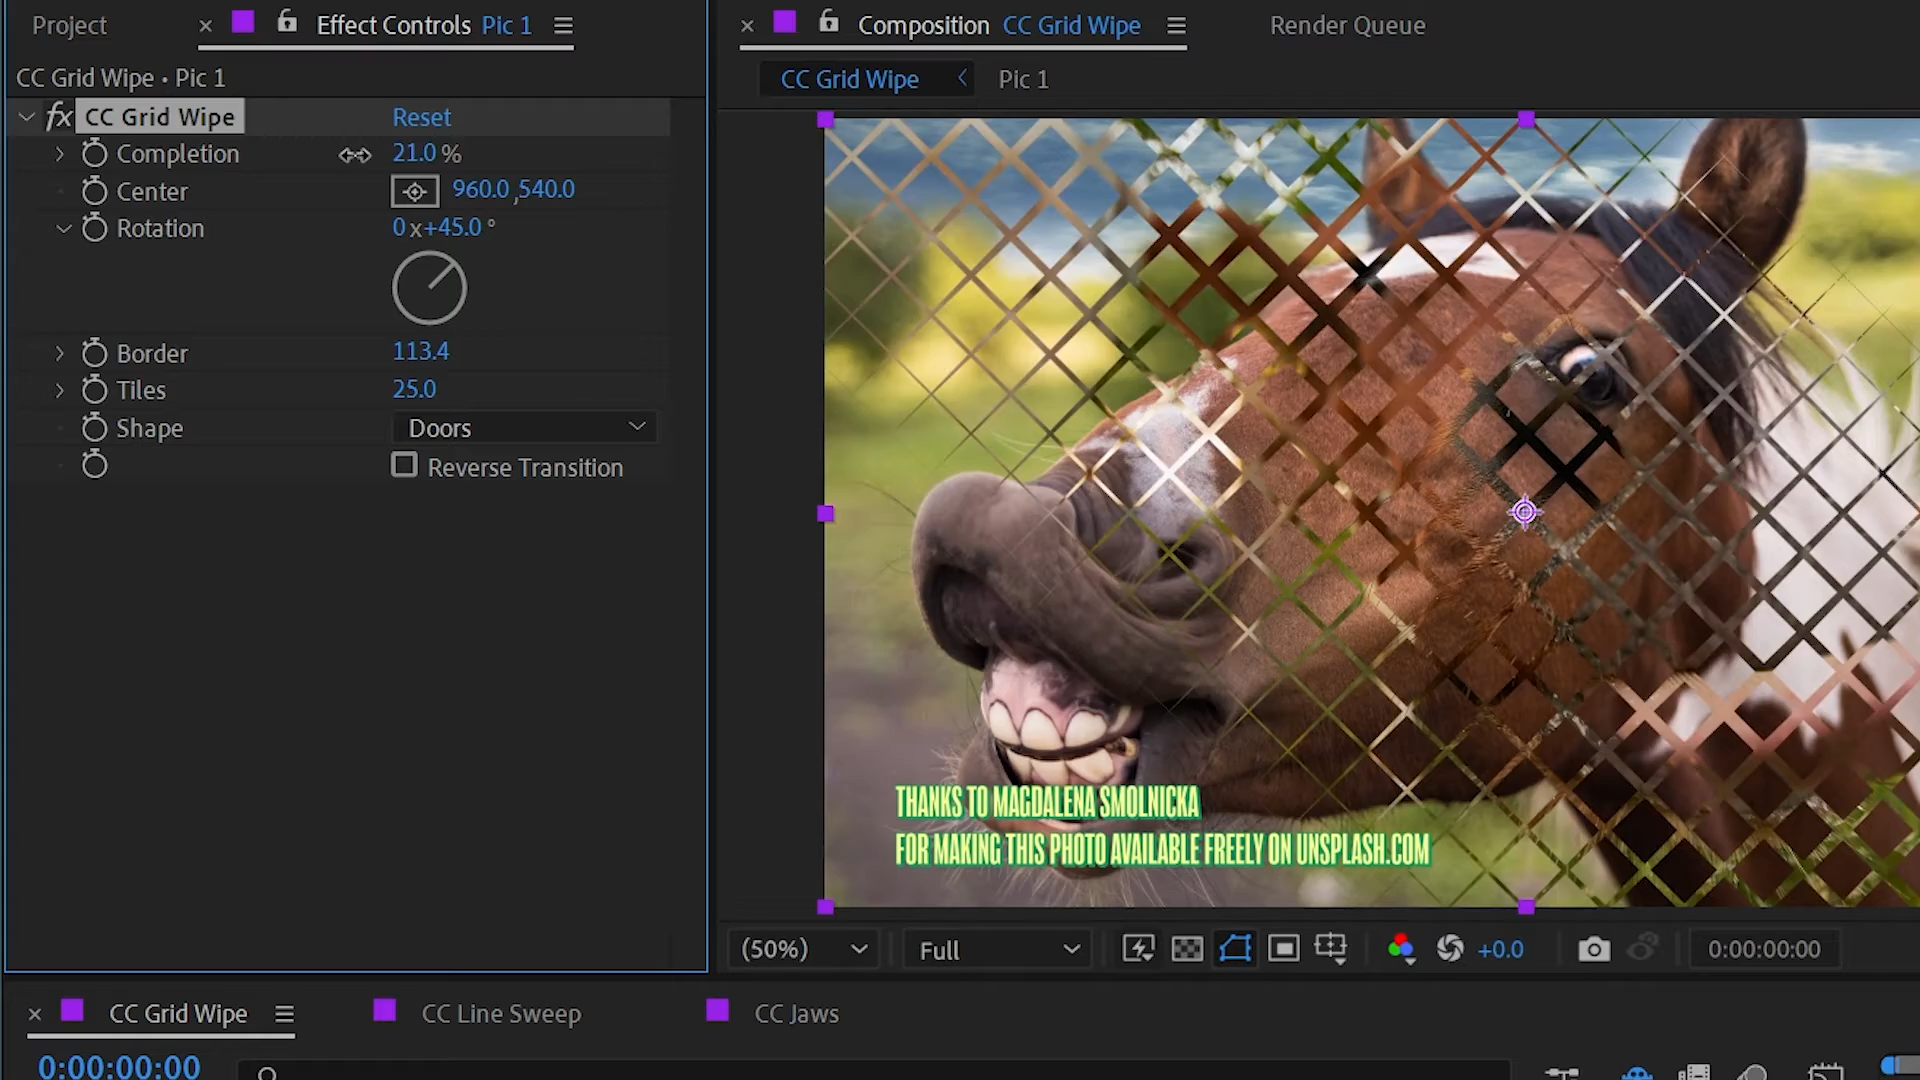 Project
Effect Controls Pic 1
Composition CC Grid Wipe
Render Queue
CC Grid Wipe • Pic 1
CC Grid Wipe
Pic 1
fx CC Grid Wipe
Reset
Completion
21.0 %
Center
960.0 ,540.0
Rotation
0 x+45.0 °
Border
113.4
Tiles
25.0
Shape
Doors
Reverse Transition
THANKS TO MAGDALENA SMOLNICKA
FOR MAKING THIS PHOTO AVAILABLE FREELY ON UNSPLASH.COM
(50%)
Full
+0.0
0:00:00:00
CC Grid Wipe
CC Line Sweep
CC Jaws
0:00:00:00